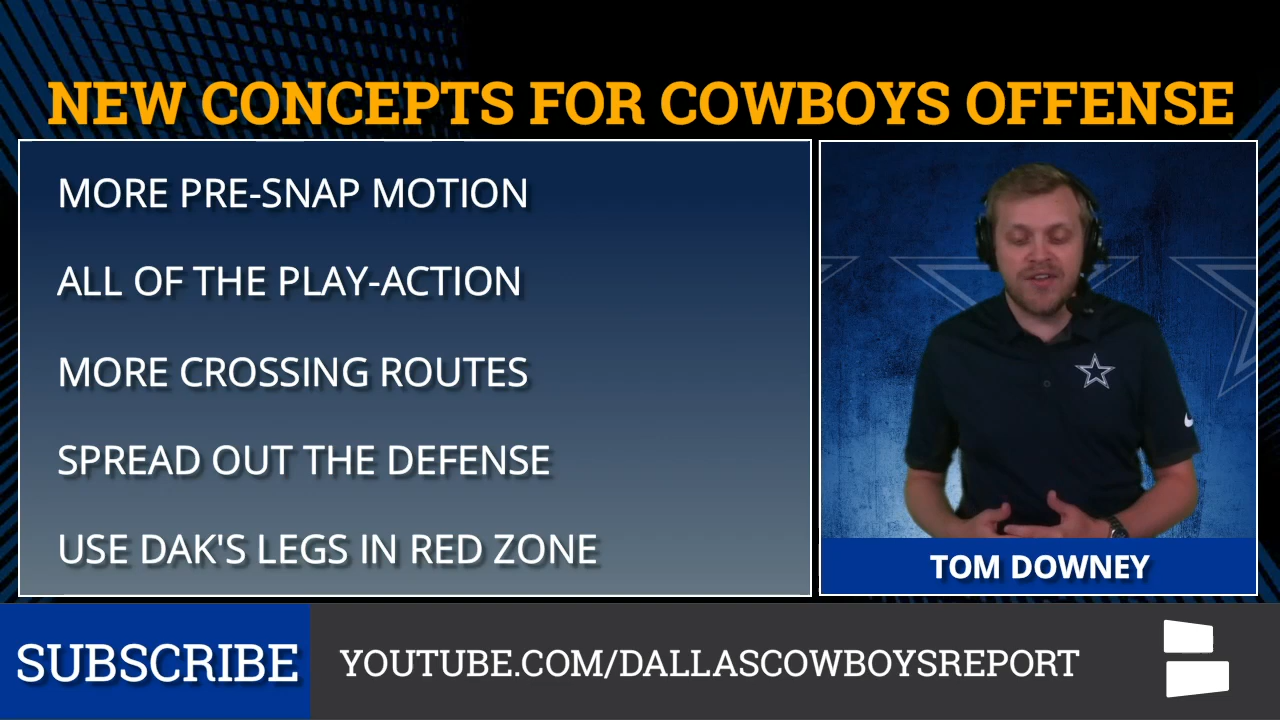 NEW CONCEPTS FOR COWBOYS OFFENSE
MORE PRE-SNAP MOTION
ALL OF THE PLAY-ACTION
MORE CROSSING ROUTES
SPREAD OUT THE DEFENSE
USE DAK'S LEGS IN RED ZONE
TOM DOWNEY
SUBSCRIBE
YOUTUBE.COM/DALLASCOWBOYSREPORT